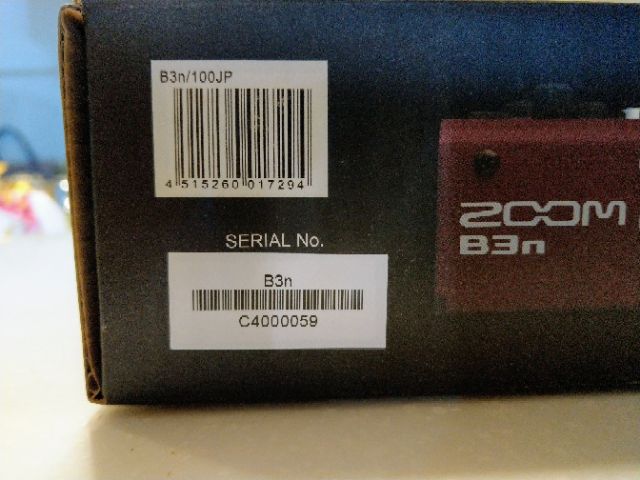 B3n/100JP
4 515260 017294
SERIAL No.
B3n
C4000059
ZOOM
B3n